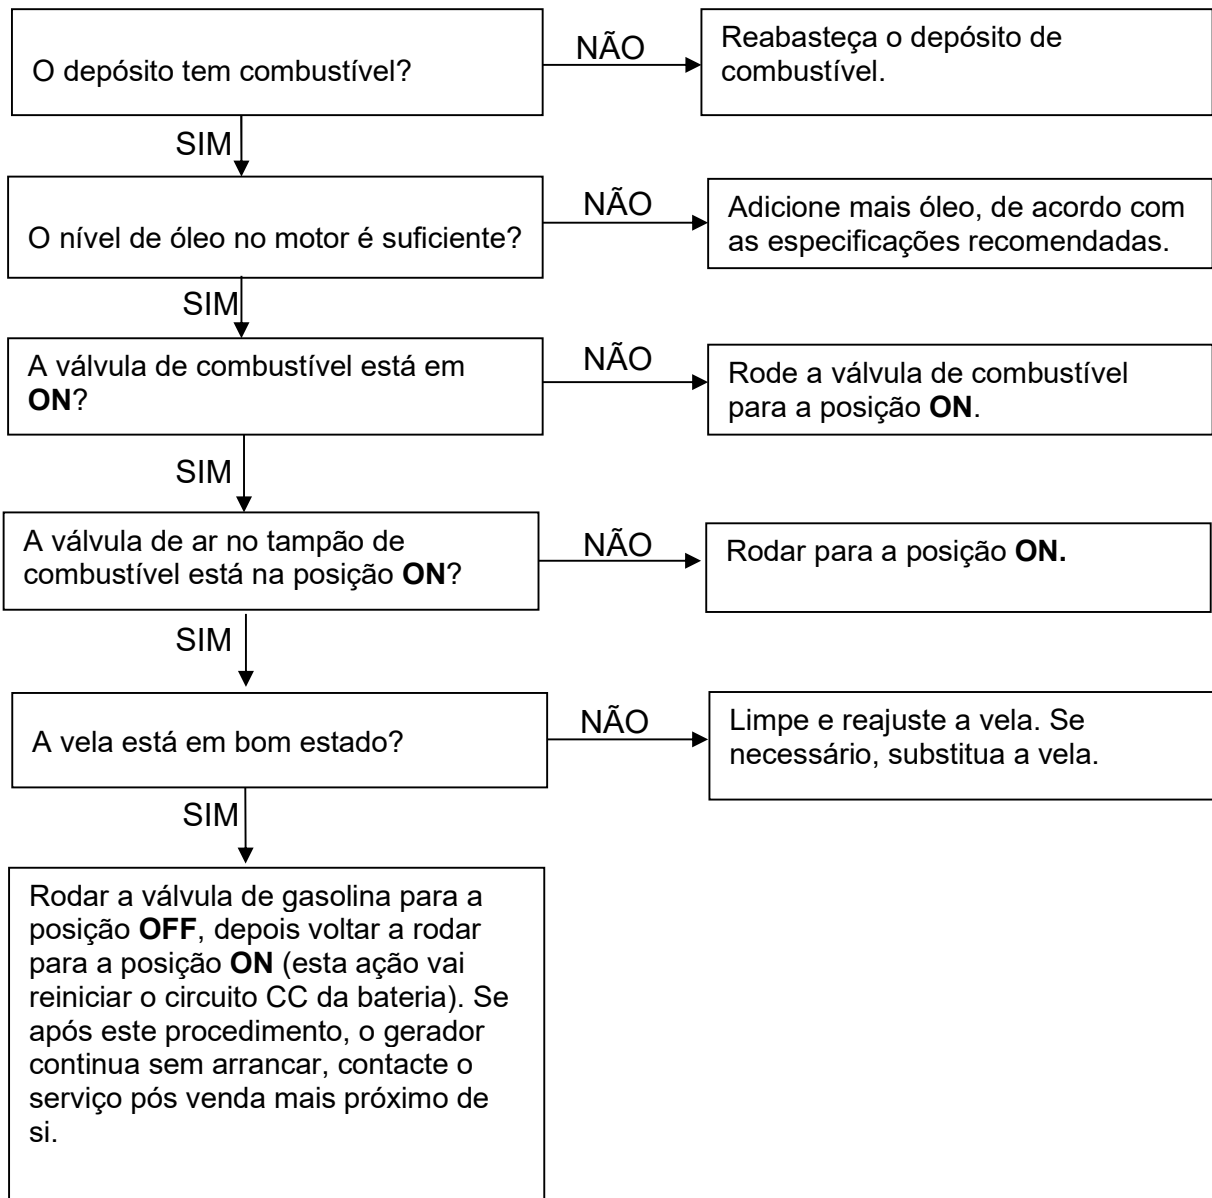 O depósito tem combustível?
NÃO
Reabasteça o depósito de
combustível.
SIM
O nível de óleo no motor é suficiente?
NÃO
Adicione mais óleo, de acordo com
as especificações recomendadas.
SIM
A válvula de combustível está em
ON?
NÃO
Rode a válvula de combustível
para a posição ON.
SIM
A válvula de ar no tampão de
combustível está na posição ON?
NÃO
Rodar para a posição ON.
SIM
A vela está em bom estado?
NÃO
Limpe e reajuste a vela. Se
necessário, substitua a vela.
SIM
Rodar a válvula de gasolina para a
posição OFF, depois voltar a rodar
para a posição ON (esta ação vai
reiniciar o circuito CC da bateria). Se
após este procedimento, o gerador
continua sem arrancar, contacte o
serviço pós venda mais próximo de
si.